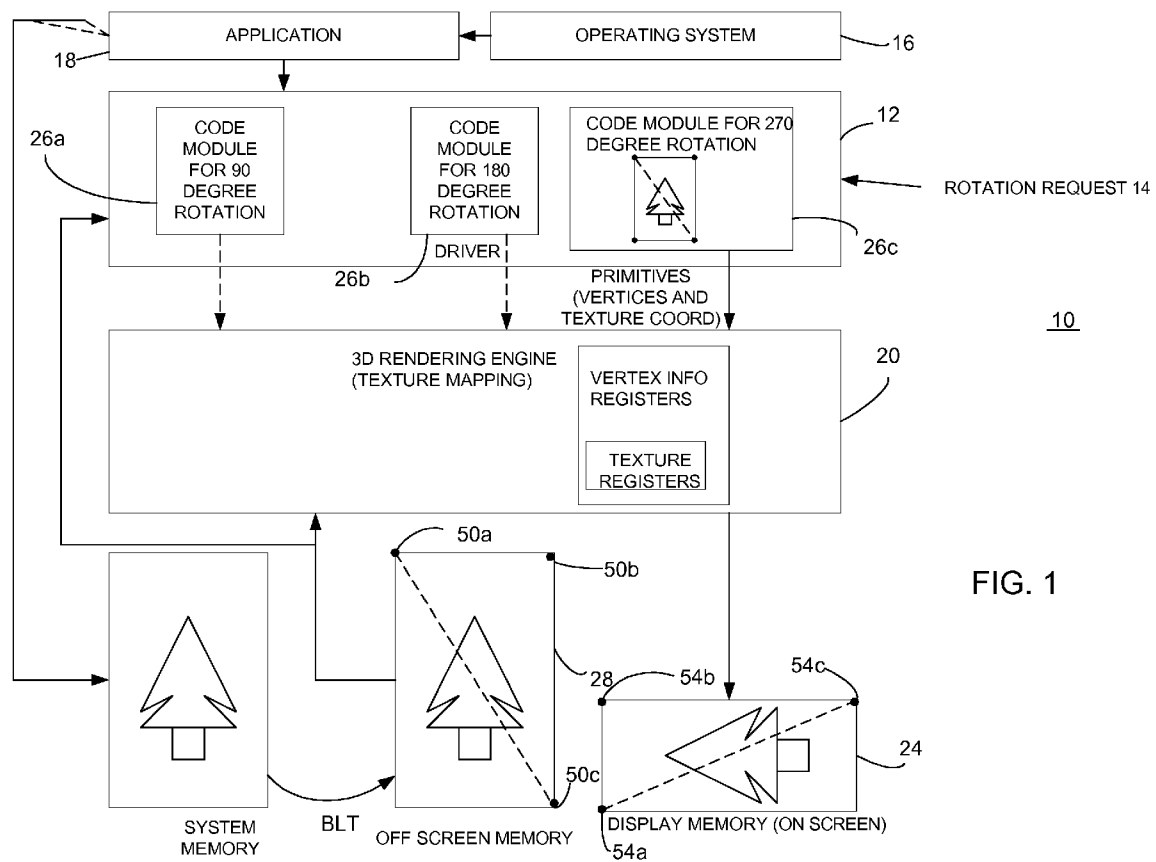 APPLICATION
OPERATING SYSTEM
16
18
CODE
MODULE
FOR 90
DEGREE
ROTATION
26a
CODE
MODULE
FOR 180
DEGREE
ROTATION
26b
DRIVER
CODE MODULE FOR 270
DEGREE ROTATION
26c
12
ROTATION REQUEST 14
PRIMITIVES
(VERTICES AND
TEXTURE COORD)
10
3D RENDERING ENGINE
(TEXTURE MAPPING)
VERTEX INFO
REGISTERS
TEXTURE
REGISTERS
20
50a
50b
FIG. 1
28
54b
54c
24
50c
54a
SYSTEM
MEMORY
BLT
OFF SCREEN MEMORY
DISPLAY MEMORY (ON SCREEN)